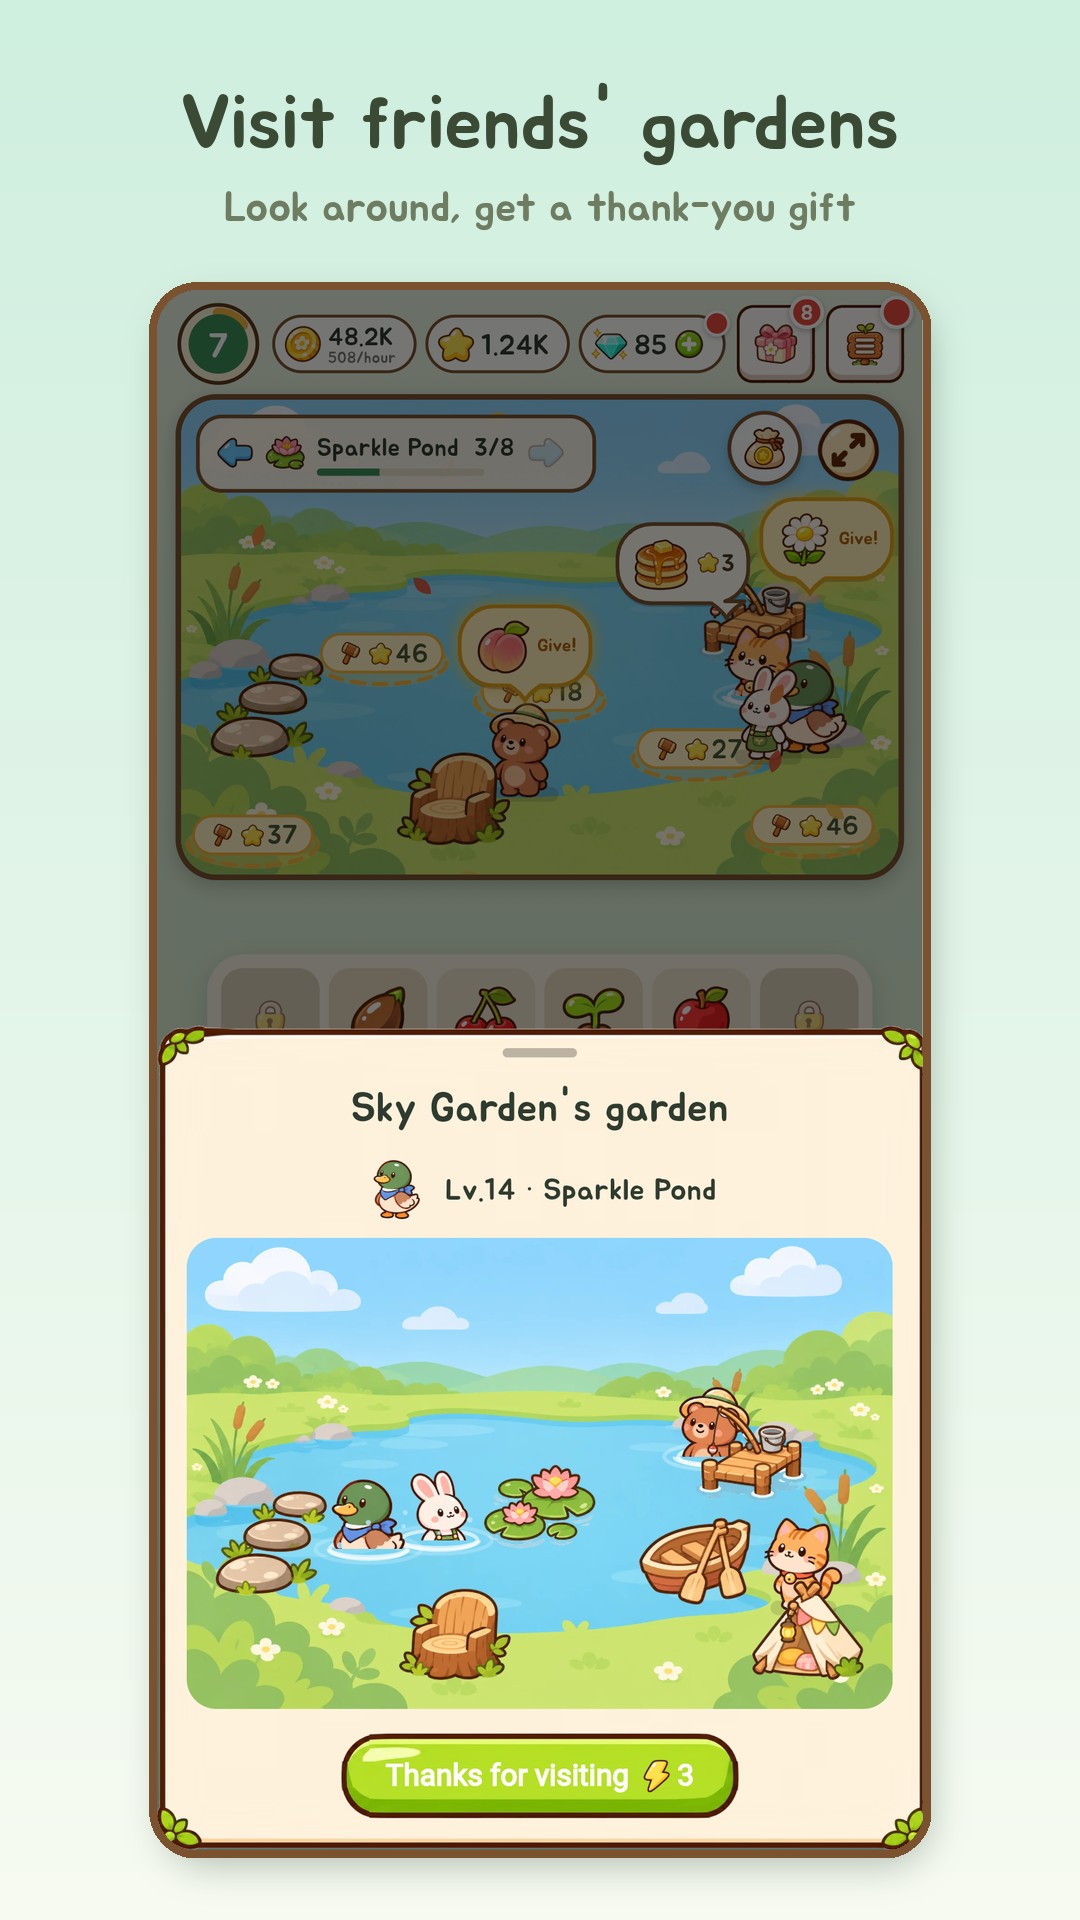 Visit friends' gardens
Look around, get a thank-you gift
7
48.2K
508/hour
1.24K
85
8
Sparkle Pond 3/8
3
Give!
46
Give!
18
27
37
46
Sky Garden's garden
Lv.14 · Sparkle Pond
Thanks for visiting 3